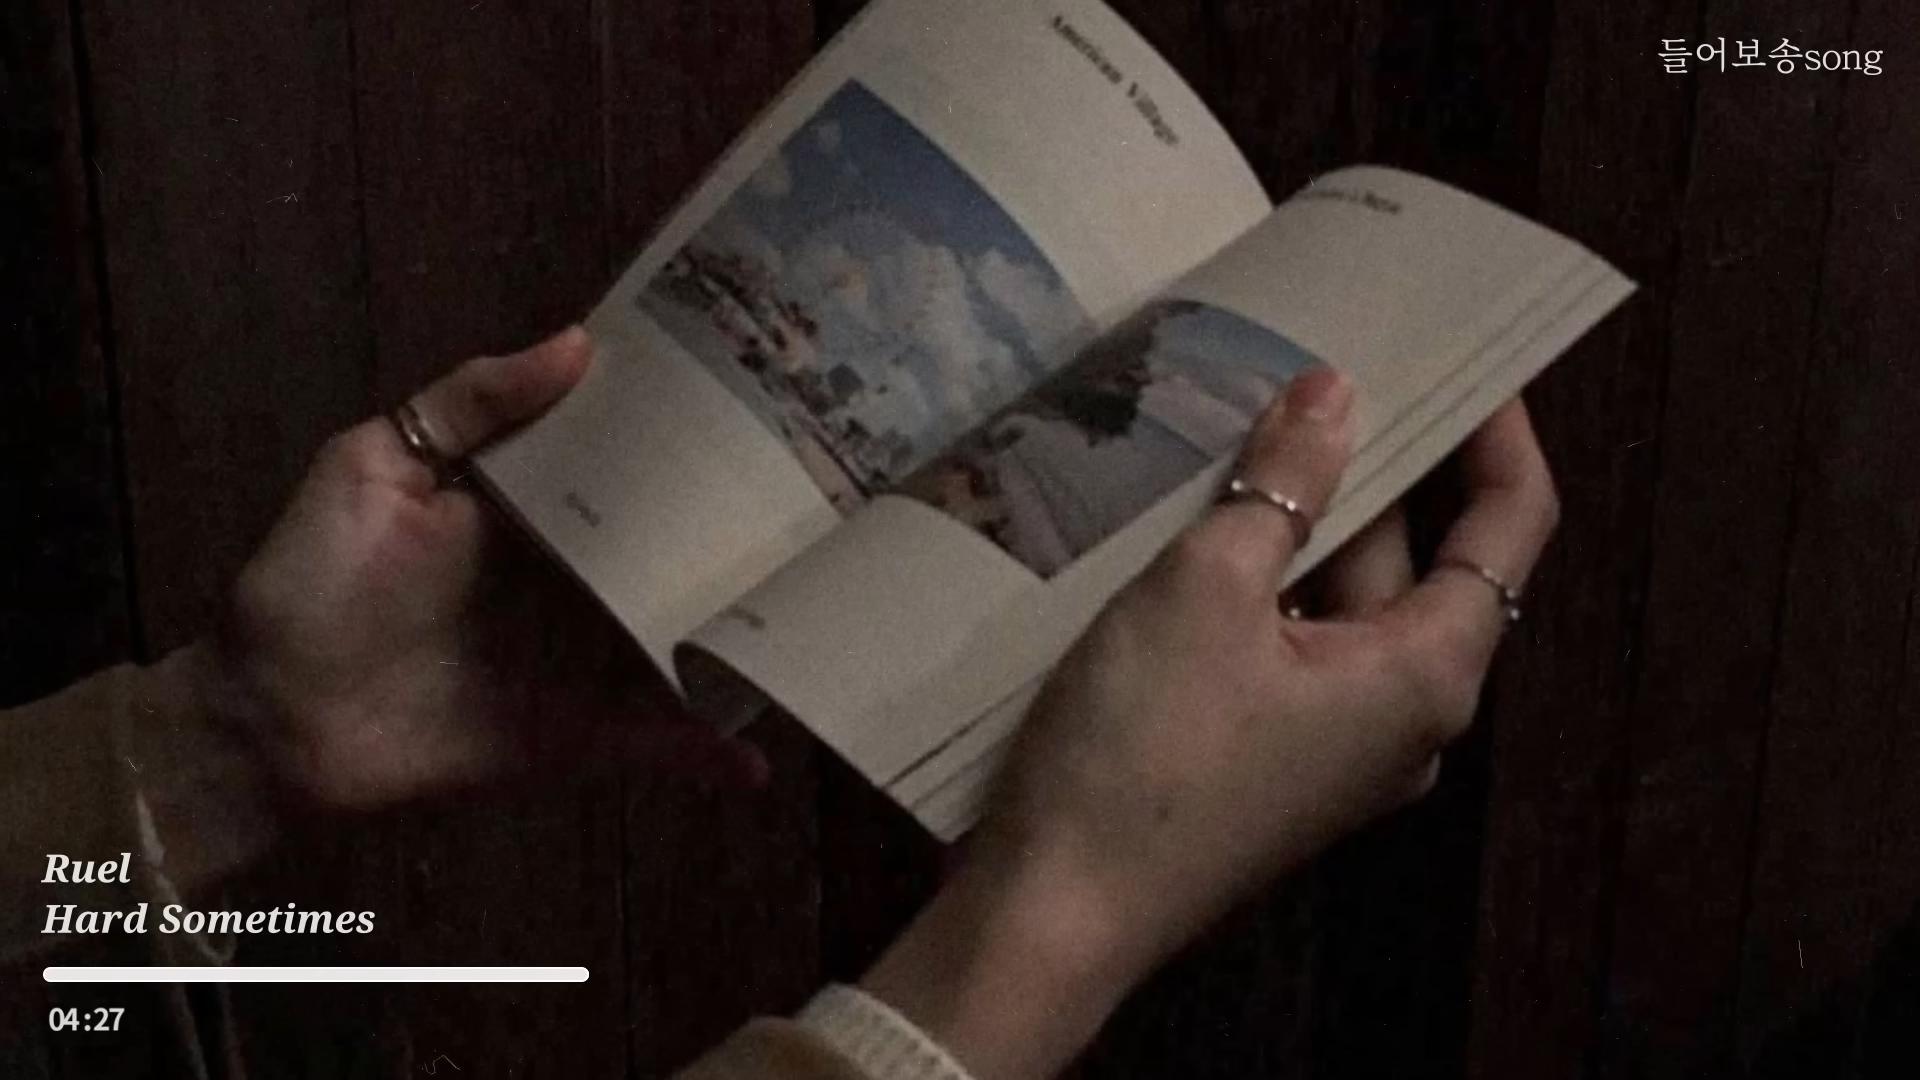 들어보송song
American Village
Ruel
Hard Sometimes
04:27